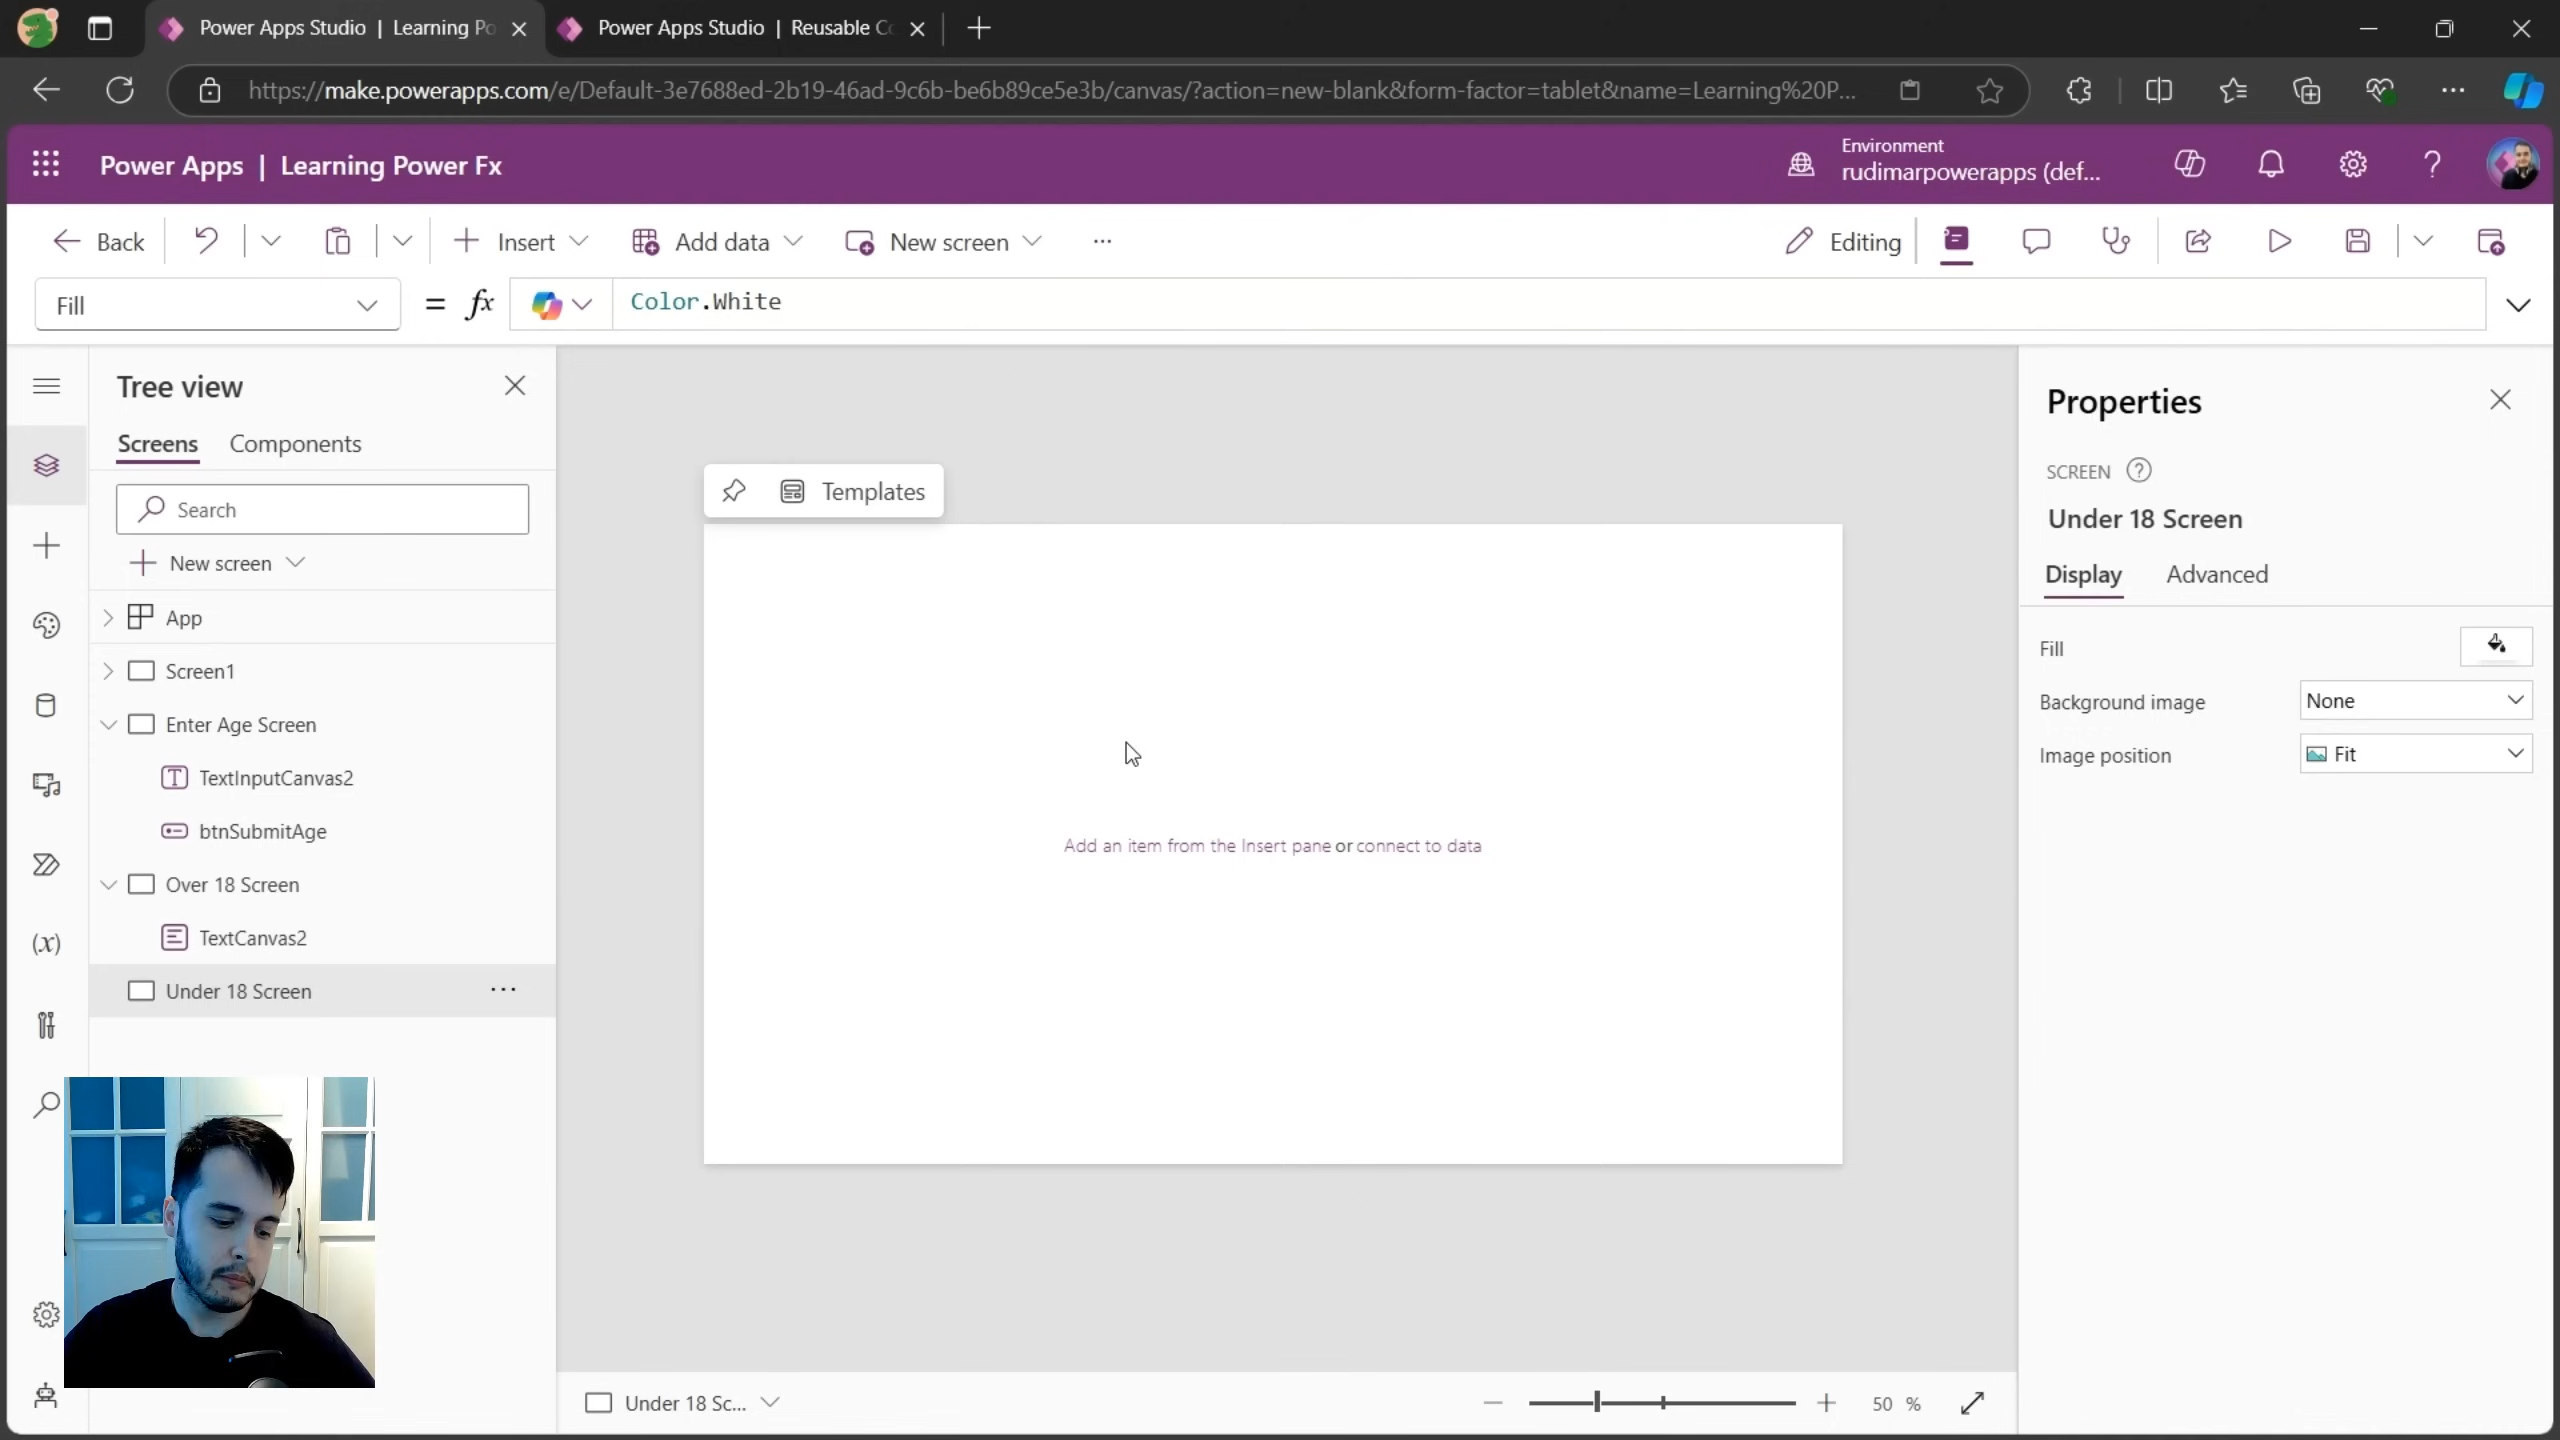 Power Apps Studio | Learning Po
Power Apps Studio | Reusable Co
https://make.powerapps.com/e/Default-3e7688ed-2b19-46ad-9c6b-be6b89ce5e3b/canvas/?action=new-blank&form-factor=tablet&name=Learning%20P...
Power Apps | Learning Power Fx
Environment
rudimarpowerapps (def...
Back
Insert
Add data
New screen
Editing
Fill
= fx
Color.White
Tree view
Screens
Components
Search
New screen
App
Screen1
Enter Age Screen
TextInputCanvas2
btnSubmitAge
Over 18 Screen
TextCanvas2
Under 18 Screen
Templates
Add an item from the Insert pane or connect to data
Properties
SCREEN
Under 18 Screen
Display
Advanced
Fill
Background image
None
Image position
Fit
Under 18 Sc...
50 %